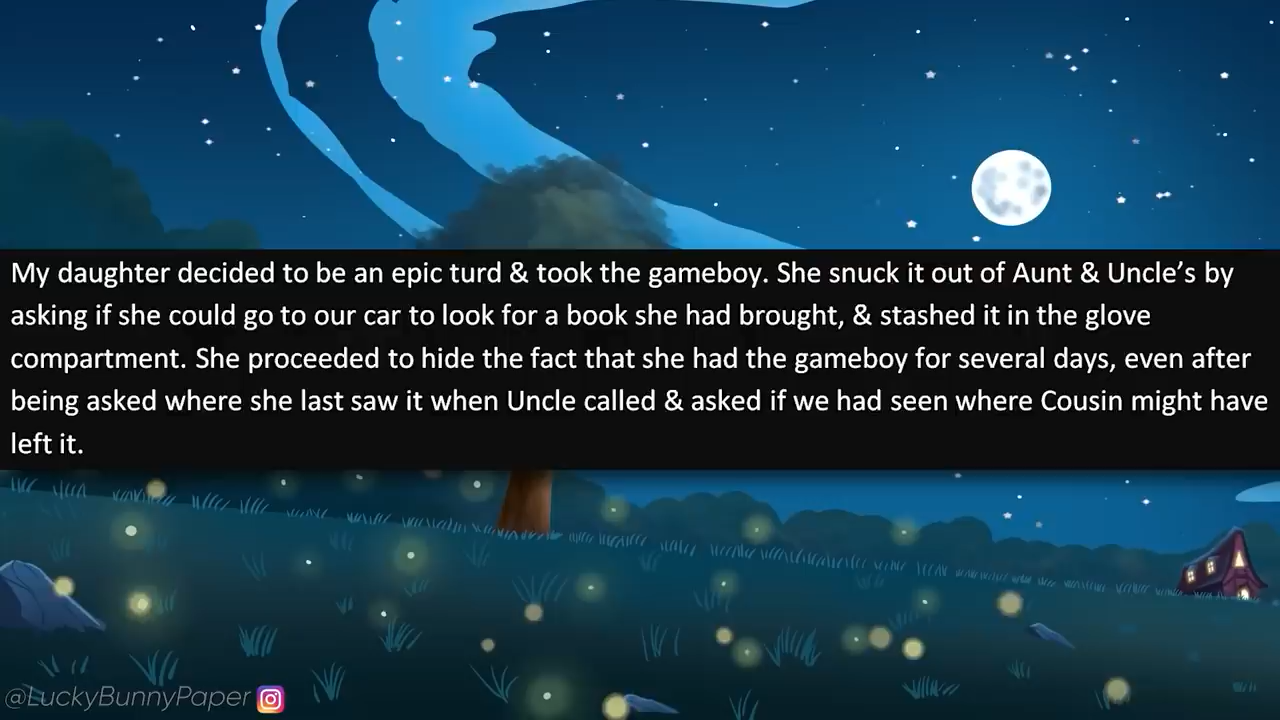 My daughter decided to be an epic turd & took the gameboy. She snuck it out of Aunt & Uncle’s by
asking if she could go to our car to look for a book she had brought, & stashed it in the glove
compartment. She proceeded to hide the fact that she had the gameboy for several days, even after
being asked where she last saw it when Uncle called & asked if we had seen where Cousin might have
left it.
@LuckyBunnyPaper